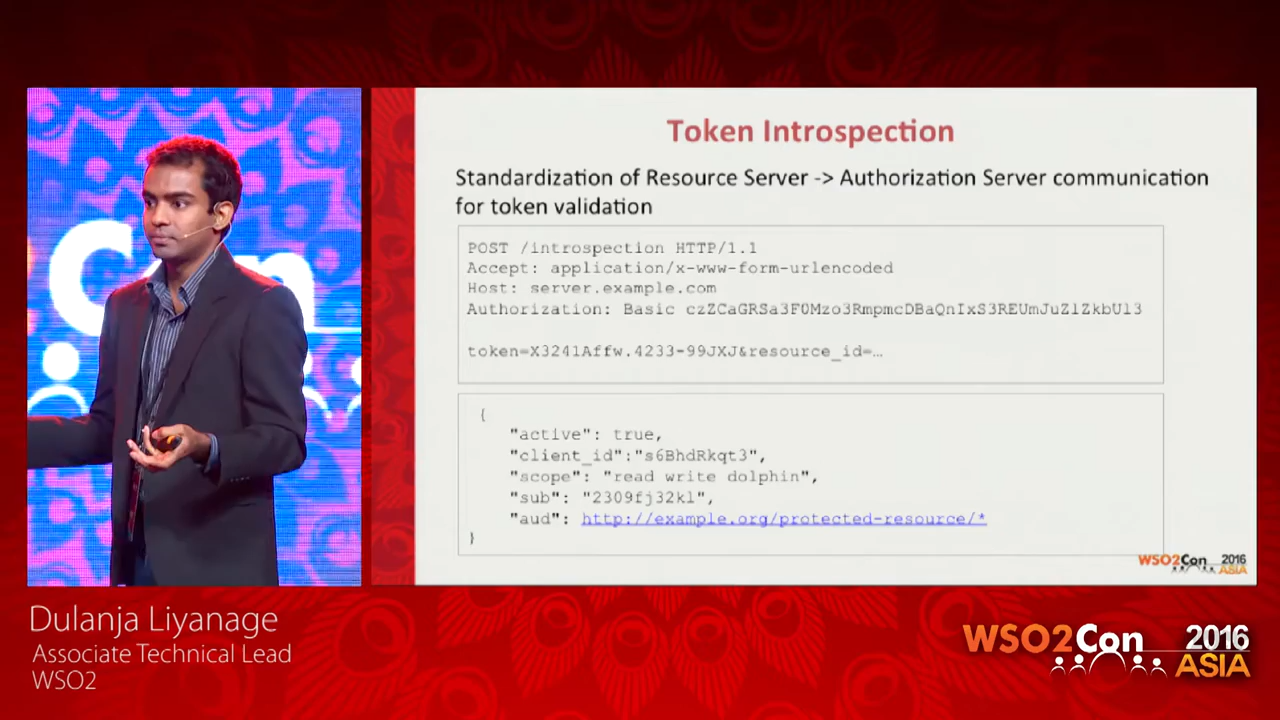 con
Token Introspection
Standardization of Resource Server -> Authorization Server communication
for token validation
POST /introspection HTTP/1.1
Accept: application/x-www-form-urlencoded
Host: server.example.com
Authorization: Basic czZCaGRSa3F0Mzo3RmpmcDBaQnIxS3REUmJuZlZkbUl3
token=X3241Affw.4233-99JXJ&resource_id=…
{
"active": true,
"client_id":"s6BhdRkqt3",
"scope": "read write dolphin",
"sub": "2309fj32kl",
"aud": http://example.org/protected-resource/*
}
WSO2Con 2016
ASIA
Dulanja Liyanage
Associate Technical Lead
WSO2
WSO2Con 2016
ASIA